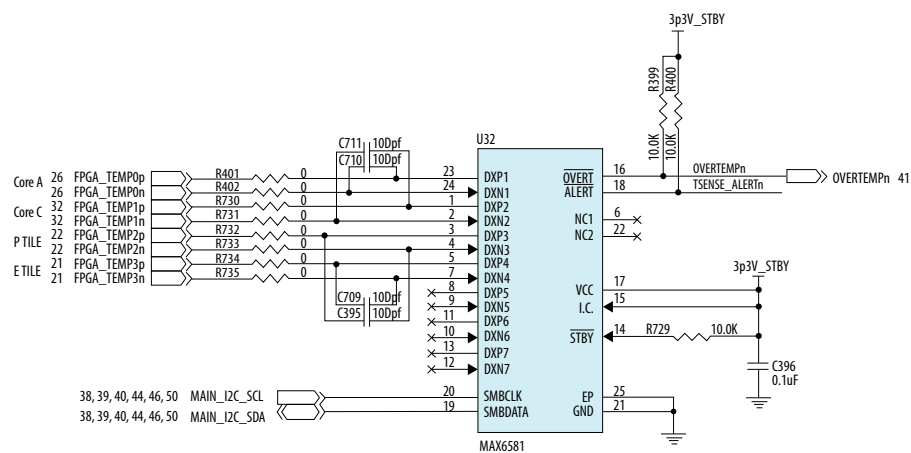 3p3V_STBY
R399 R400
10.0K 10.0K
U32
C711 10Dpf
C710 10Dpf
Core A 26 FPGA_TEMP0p R401 0 23 DXP1 OVERT 16 OVERTEMPn OVERTEMPn 41
26 FPGA_TEMP0n R402 0 24 DXN1 ALERT 18 TSENSE_ALERTn
Core C 32 FPGA_TEMP1p R730 0 1 DXP2
32 FPGA_TEMP1n R731 0 2 DXN2 NC1 6
P TILE 22 FPGA_TEMP2p R732 0 3 DXP3 NC2 22
22 FPGA_TEMP2n R733 0 4 DXN3
E TILE 21 FPGA_TEMP3p R734 0 5 DXP4
21 FPGA_TEMP3n R735 0 7 DXN4
3p3V_STBY
8 DXP5 VCC 17
C709 10Dpf 9 DXN5 I.C. 15
C395 10Dpf 11 DXP6
10 DXN6 STBY 14 R729 10.0K
13 DXP7
12 DXN7
C396
0.1uF
38, 39, 40, 44, 46, 50 MAIN_I2C_SCL 20 SMBCLK EP 25
38, 39, 40, 44, 46, 50 MAIN_I2C_SDA 19 SMBDATA GND 21
MAX6581